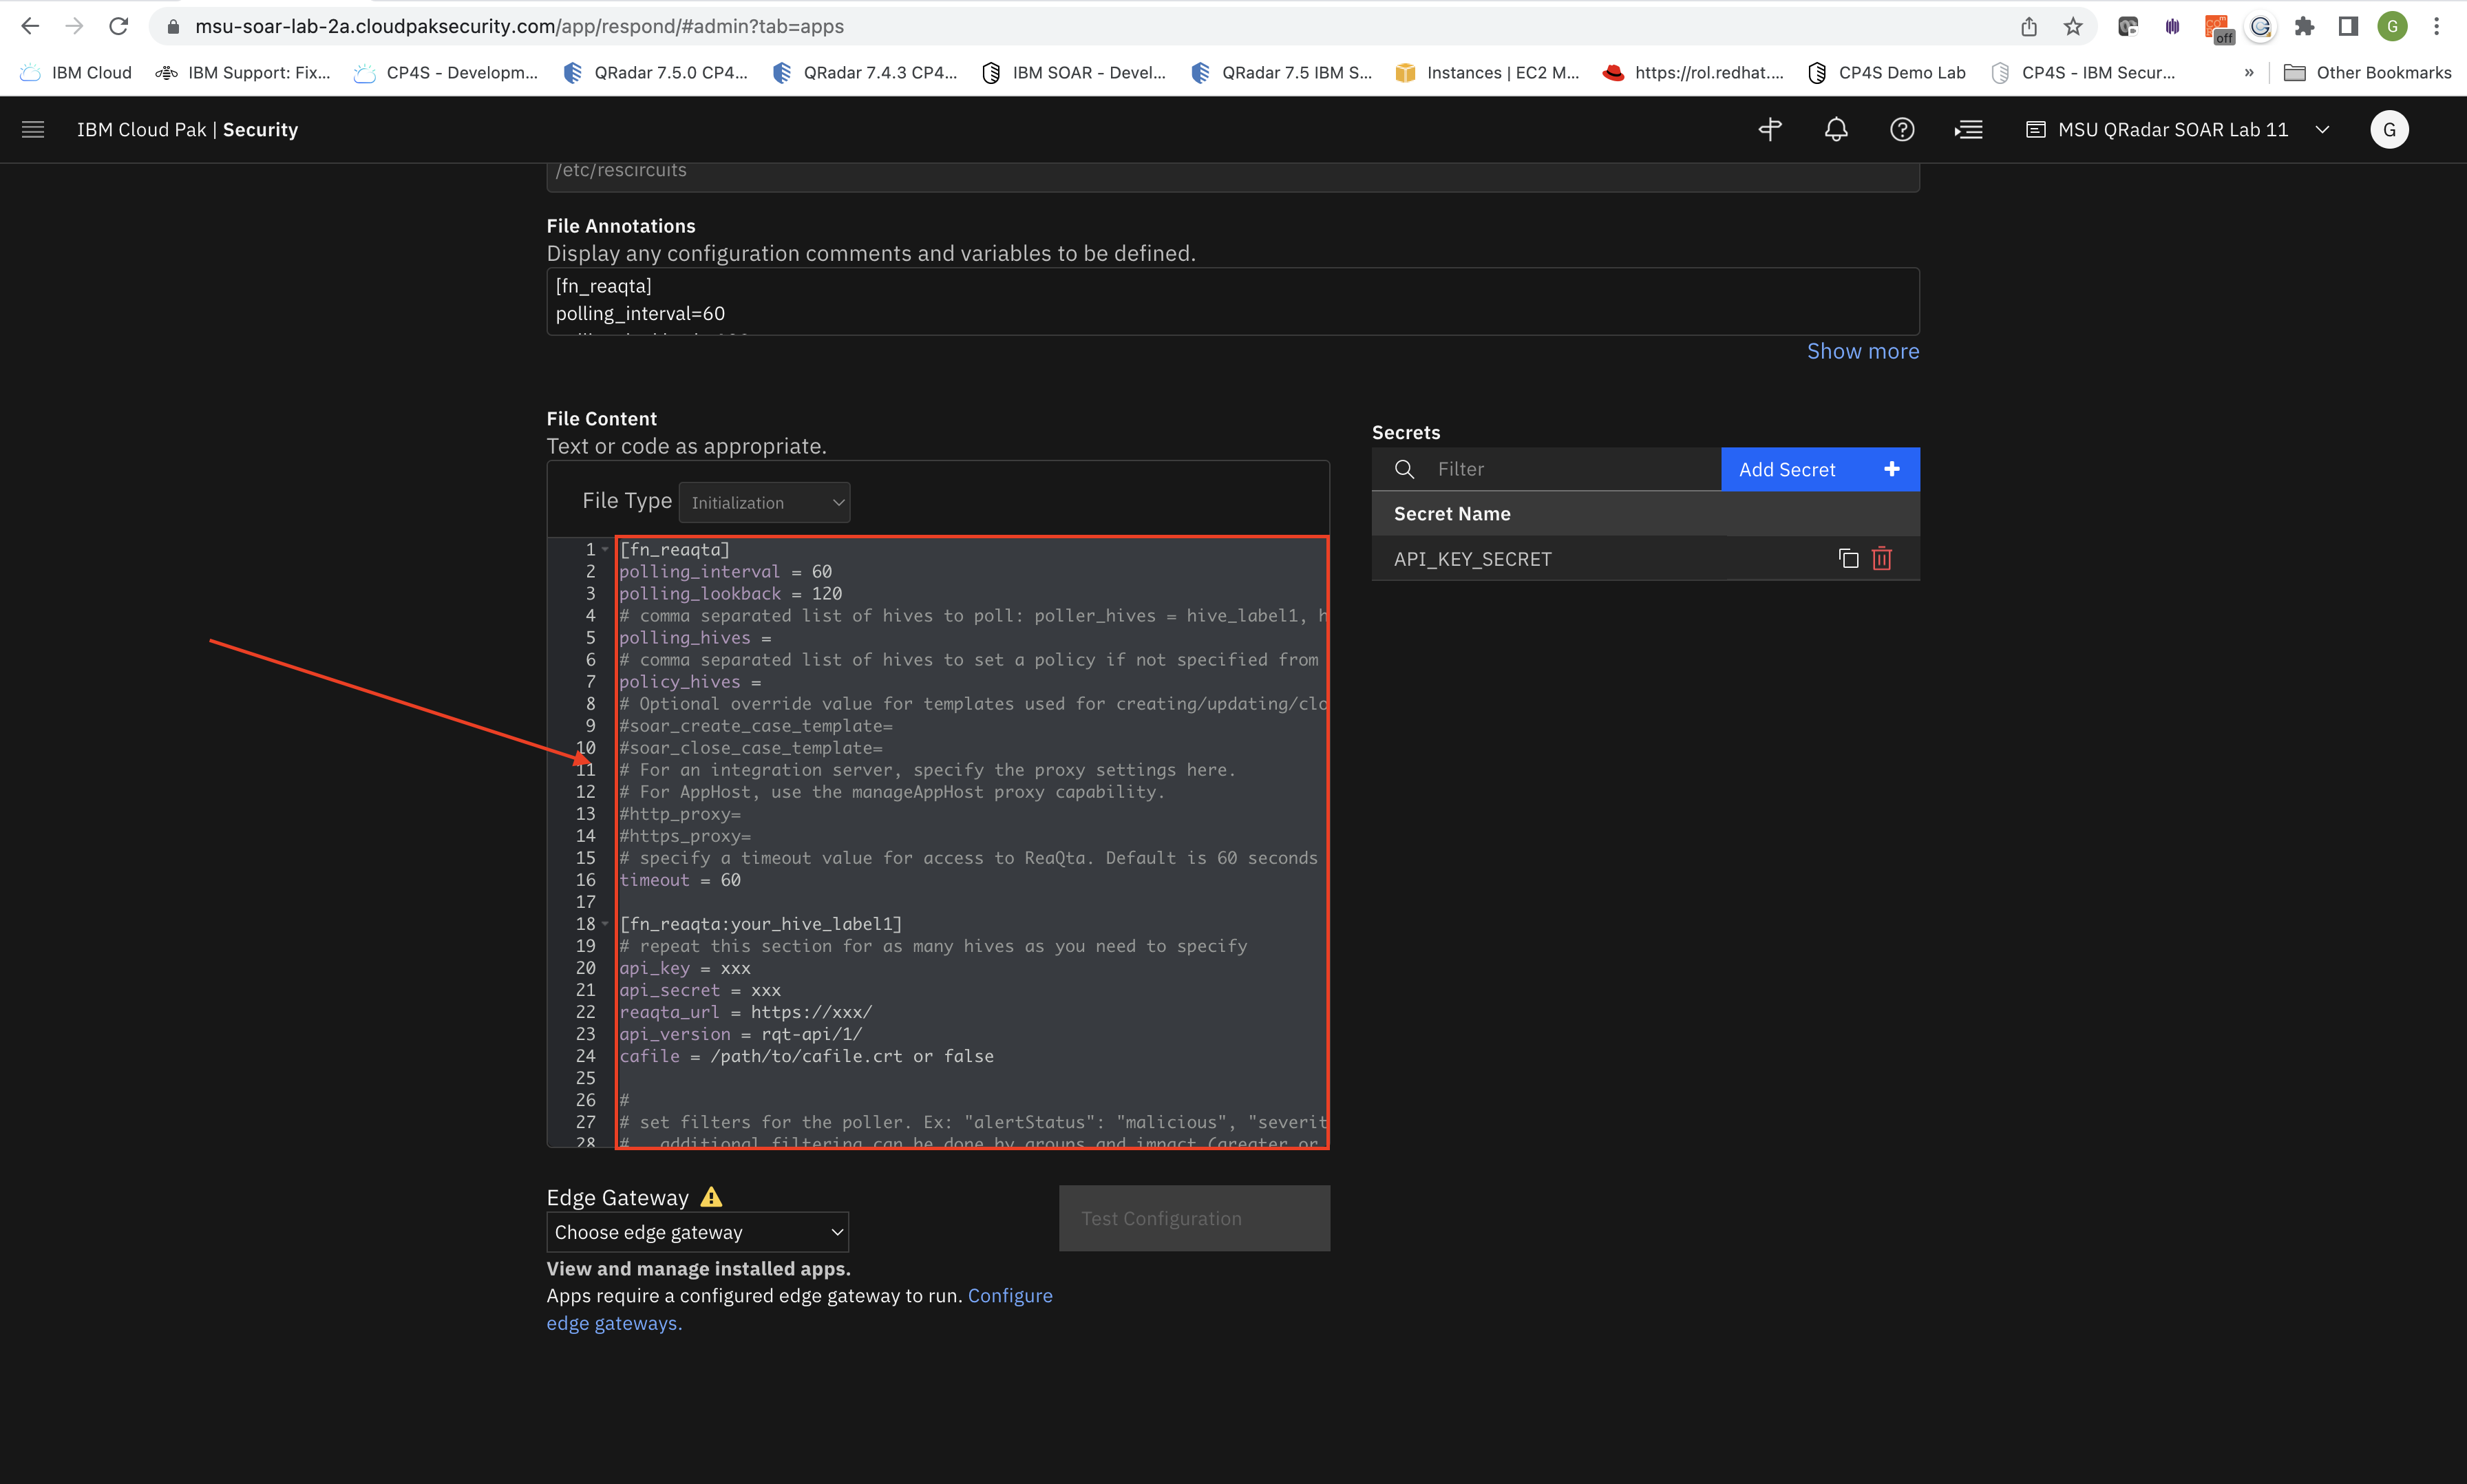 msu-soar-lab-2a.cloudpaksecurity.com/app/respond/#admin?tab=apps
off
G
IBM Cloud
IBM Support: Fix...
CP4S - Developm...
QRadar 7.5.0 CP4...
QRadar 7.4.3 CP4...
IBM SOAR - Devel...
QRadar 7.5 IBM S...
Instances | EC2 M...
https://rol.redhat....
CP4S Demo Lab
CP4S - IBM Secur...
»
Other Bookmarks
IBM Cloud Pak | Security
MSU QRadar SOAR Lab 11
G
/etc/rescircuits
File Annotations
Display any configuration comments and variables to be defined.
[fn_reaqta]
polling_interval=60
Show more
File Content
Text or code as appropriate.
File Type Initialization
1 [fn_reaqta]
2 polling_interval = 60
3 polling_lookback = 120
4 # comma separated list of hives to poll: poller_hives = hive_label1, h
5 polling_hives =
6 # comma separated list of hives to set a policy if not specified from
7 policy_hives =
8 # Optional override value for templates used for creating/updating/clo
9 #soar_create_case_template=
10 #soar_close_case_template=
11 # For an integration server, specify the proxy settings here.
12 # For AppHost, use the manageAppHost proxy capability.
13 #http_proxy=
14 #https_proxy=
15 # specify a timeout value for access to ReaQta. Default is 60 seconds
16 timeout = 60
17
18 [fn_reaqta:your_hive_label1]
19 # repeat this section for as many hives as you need to specify
20 api_key = xxx
21 api_secret = xxx
22 reaqta_url = https://xxx/
23 api_version = rqt-api/1/
24 cafile = /path/to/cafile.crt or false
25
26 #
27 # set filters for the poller. Ex: "alertStatus": "malicious", "severit
28 #   additional filtering can be done by groups and impact (greater or
Secrets
Filter
Add Secret +
Secret Name
API_KEY_SECRET
Edge Gateway
Choose edge gateway
Test Configuration
View and manage installed apps.
Apps require a configured edge gateway to run. Configure
edge gateways.